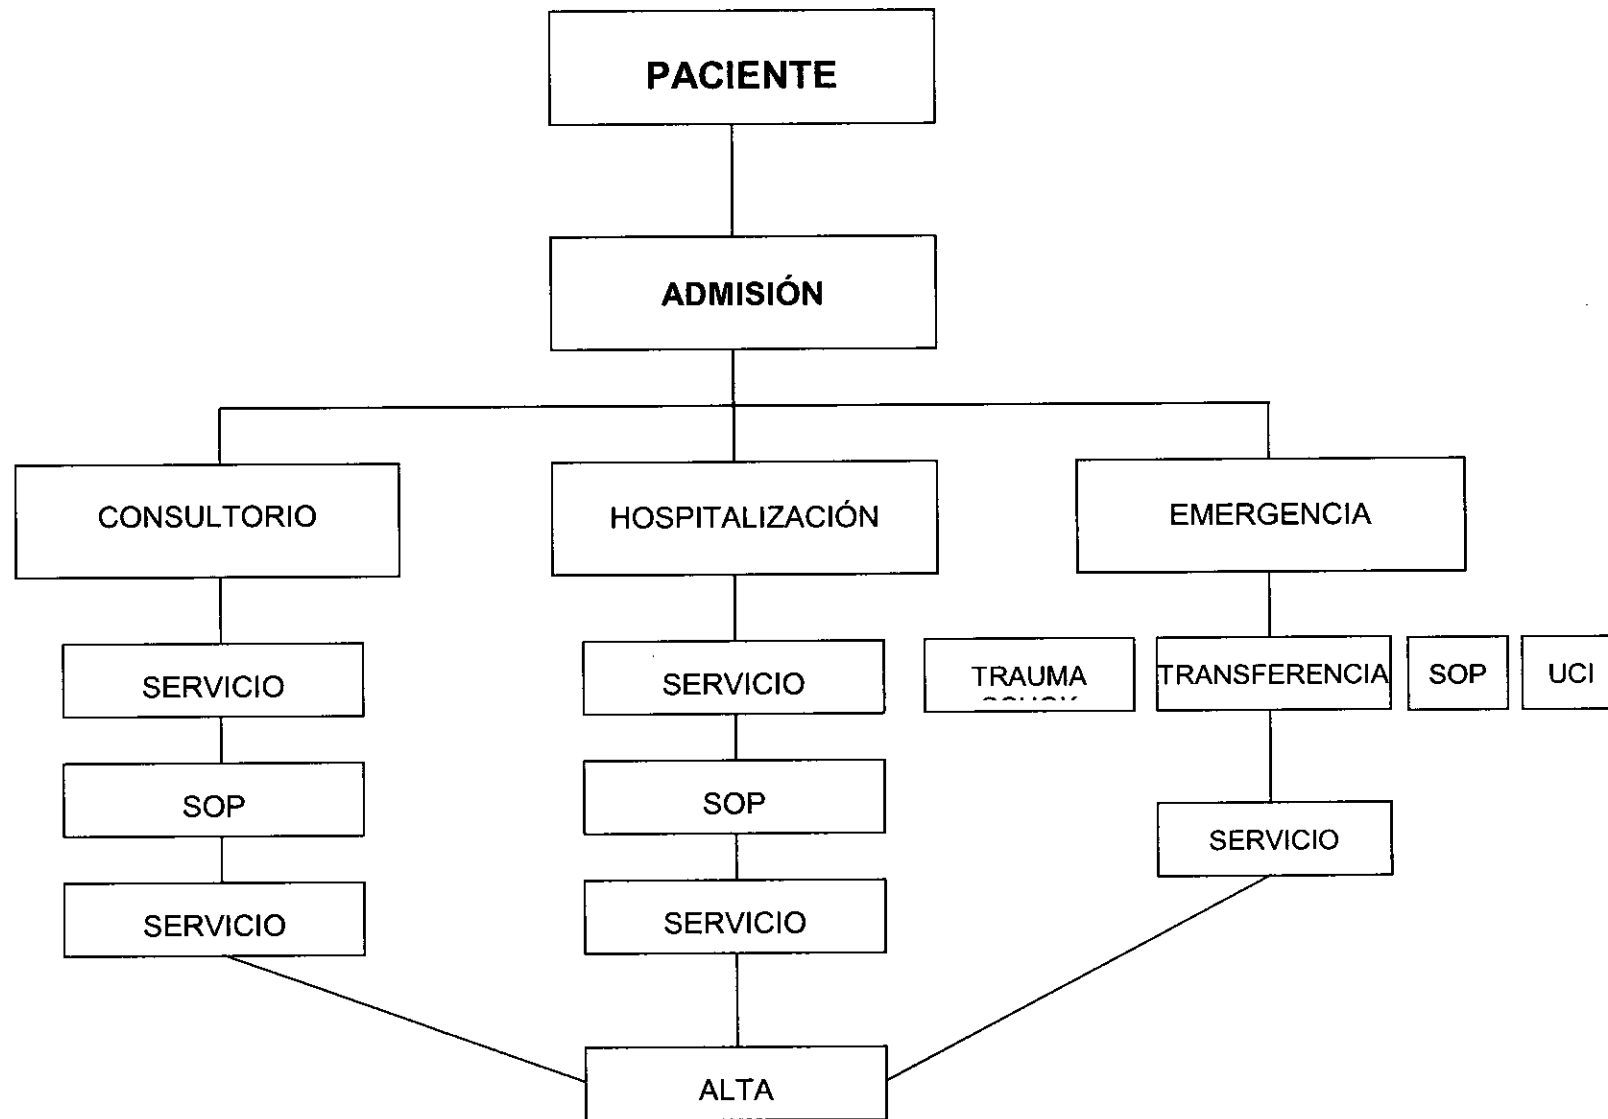 PACIENTE
ADMISIÓN
CONSULTORIO
HOSPITALIZACIÓN
EMERGENCIA
SERVICIO
SERVICIO
TRAUMA
TRANSFERENCIA
SOP
UCI
SOP
SOP
SERVICIO
SERVICIO
SERVICIO
ALTA